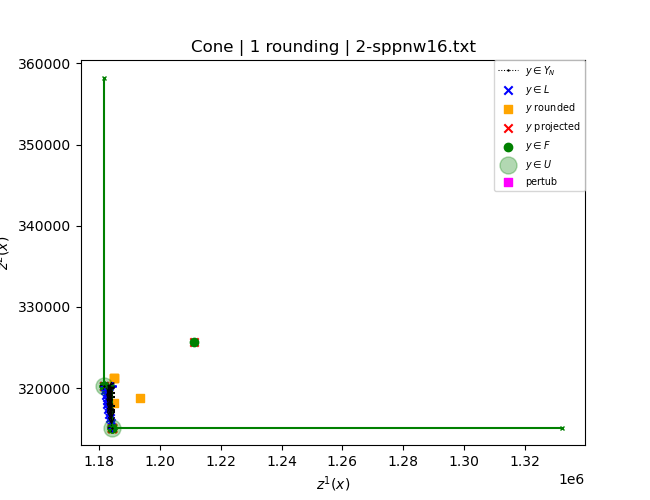 Cone | 1 rounding | 2-sppnw16.txt
360000
350000
340000
330000
320000
z²(x)
y ∈ Y_N
y ∈ L
y rounded
y projected
y ∈ F
y ∈ U
pertub
1.18 1.20 1.22 1.24 1.26 1.28 1.30 1.32
1e6
z¹(x)